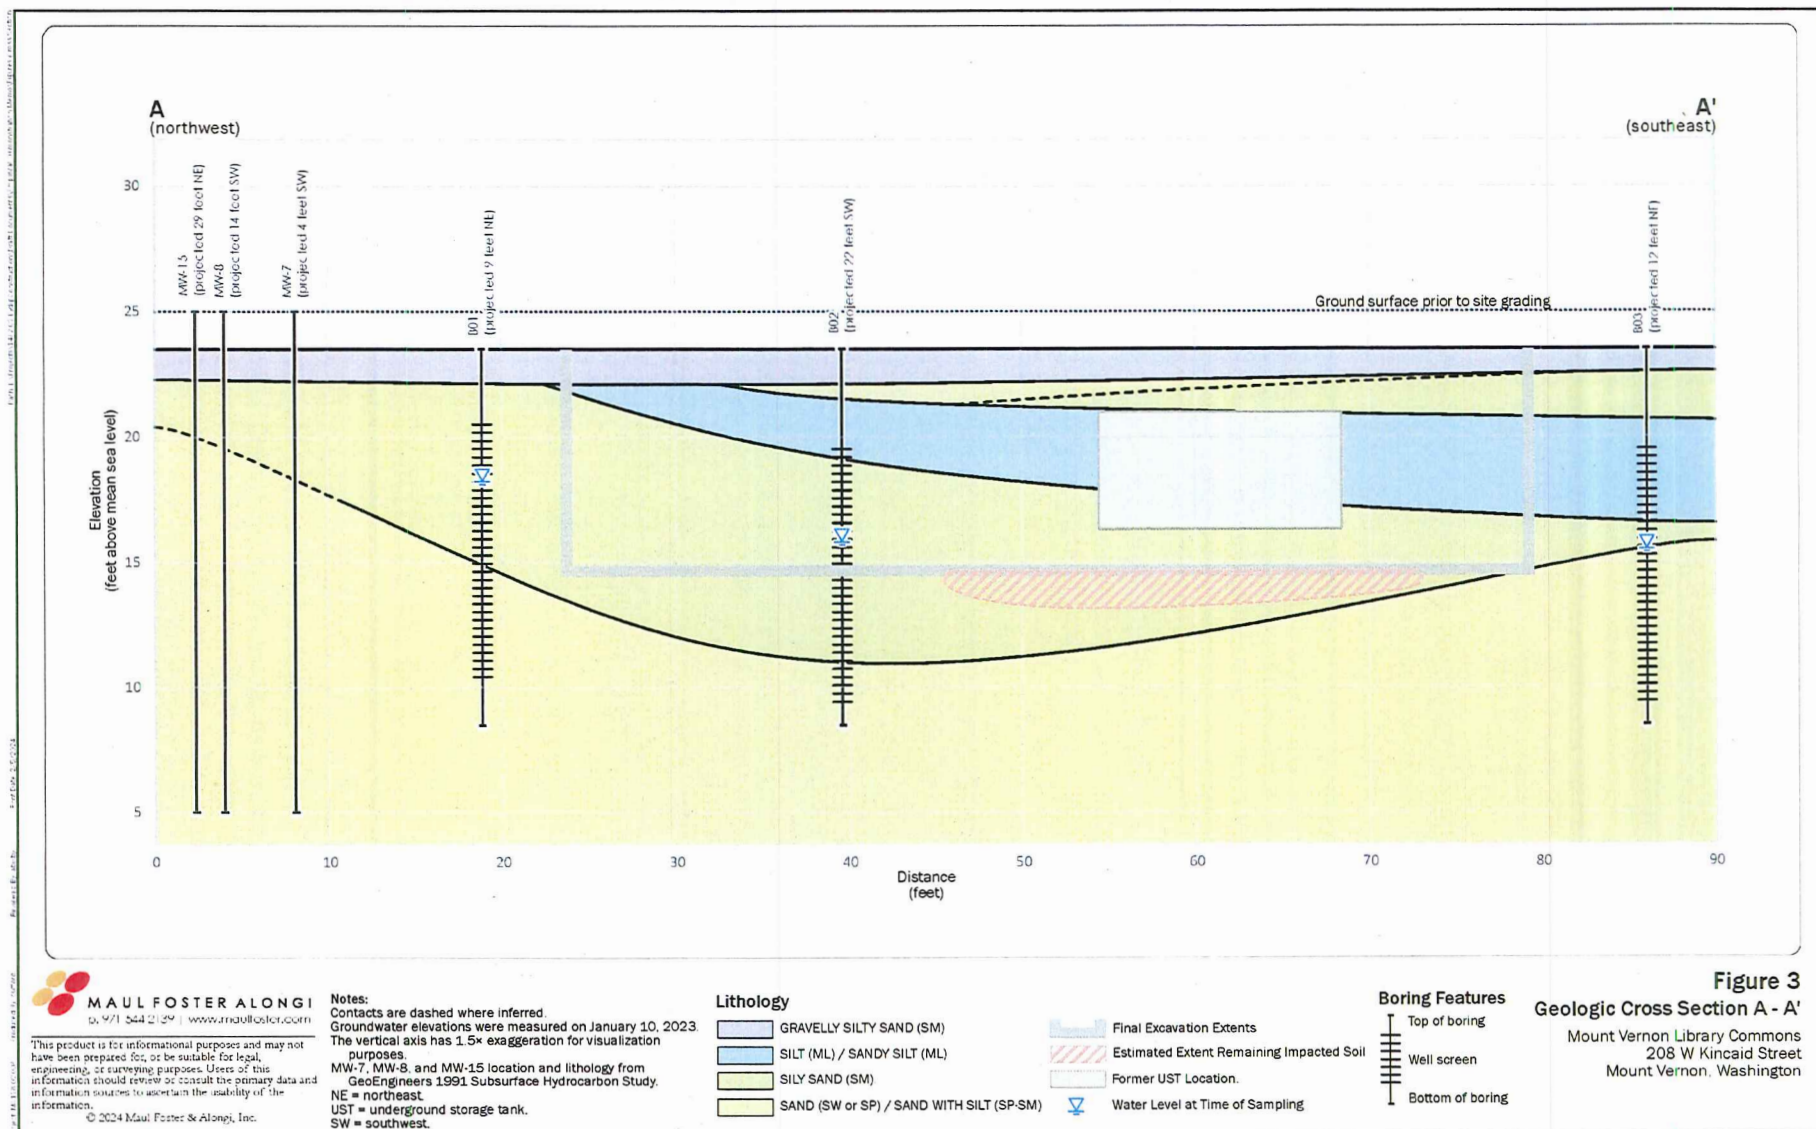 A
(northwest)
A'
(southeast)
MW-15
(projected 29 feet NE)
MW-8
(projected 14 feet SW)
MW-7
(projected 4 feet SW)
B01
(projected 9 feet NE)
B02
(projected 22 feet SW)
B03
(projected 12 feet NE)
Ground surface prior to site grading
30
25
20
15
10
5
Elevation
(feet above mean sea level)
0 10 20 30 40 50 60 70 80 90
Distance
(feet)
MAUL FOSTER ALONGI
p. 971 544 2139 | www.maulfoster.com
This product is for informational purposes and may not
have been prepared for, or be suitable for legal,
engineering, or surveying purposes. Users of this
information should review or consult the primary data and
information sources to ascertain the usability of the
information.
© 2024 Maul Foster & Alongi, Inc.
Notes:
Contacts are dashed where inferred.
Groundwater elevations were measured on January 10, 2023.
The vertical axis has 1.5× exaggeration for visualization
purposes.
MW-7, MW-8, and MW-15 location and lithology from
GeoEngineers 1991 Subsurface Hydrocarbon Study.
NE = northeast.
UST = underground storage tank.
SW = southwest.
Lithology
GRAVELLY SILTY SAND (SM)
SILT (ML) / SANDY SILT (ML)
SILY SAND (SM)
SAND (SW or SP) / SAND WITH SILT (SP-SM)
Final Excavation Extents
Estimated Extent Remaining Impacted Soil
Former UST Location.
Water Level at Time of Sampling
Boring Features
Top of boring
Well screen
Bottom of boring
Figure 3
Geologic Cross Section A - A'
Mount Vernon Library Commons
208 W Kincaid Street
Mount Vernon, Washington